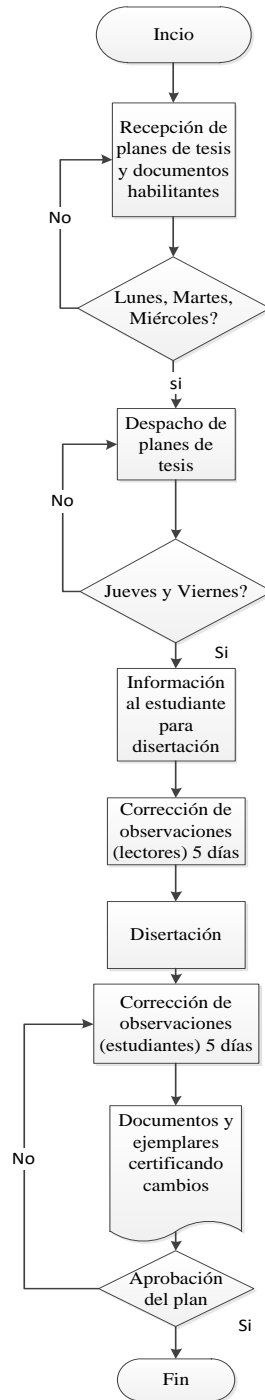 Incio
Recepción de
planes de tesis
y documentos
habilitantes
No
Lunes, Martes,
Miércoles?
si
Despacho de
planes de
tesis
No
Jueves y Viernes?
Si
Información
al estudiante
para
disertación
Corrección de
observaciones
(lectores) 5 días
Disertación
Corrección de
observaciones
(estudiantes) 5 días
Documentos y
ejemplares
certificando
cambios
No
Aprobación
del plan
Si
Fin